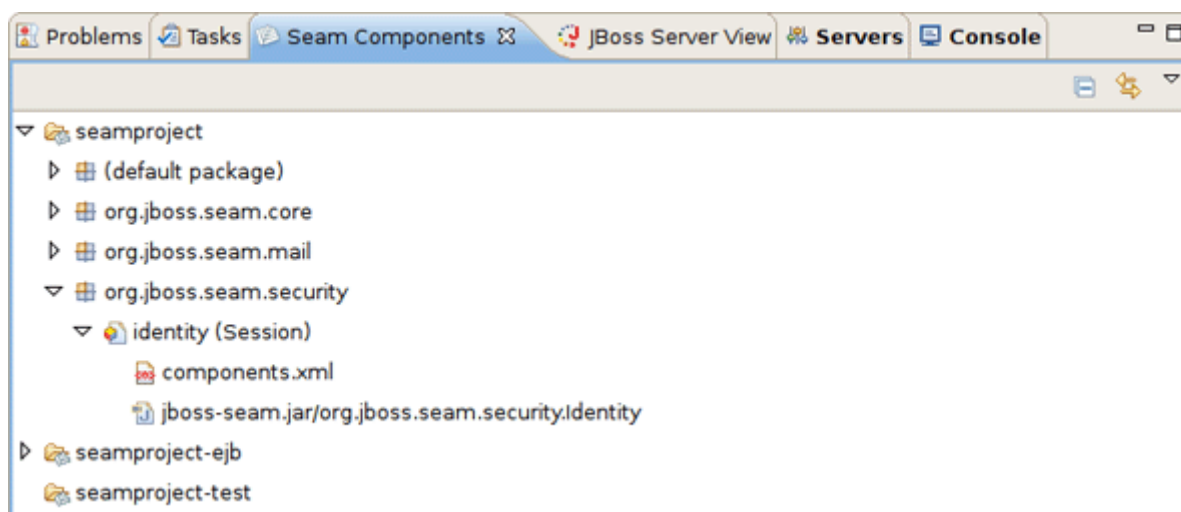 Problems Tasks Seam Components JBoss Server View Servers Console
seamproject
(default package)
org.jboss.seam.core
org.jboss.seam.mail
org.jboss.seam.security
identity (Session)
components.xml
jboss-seam.jar/org.jboss.seam.security.Identity
seamproject-ejb
seamproject-test